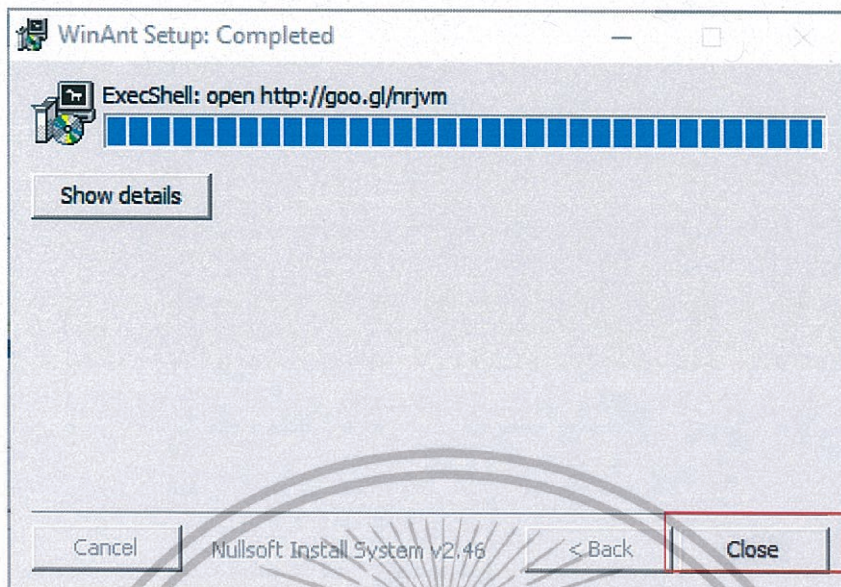 WinAnt Setup: Completed
ExecShell: open http://goo.gl/nrjvm
Show details
Cancel
Nullsoft Install System v2.46
< Back
Close